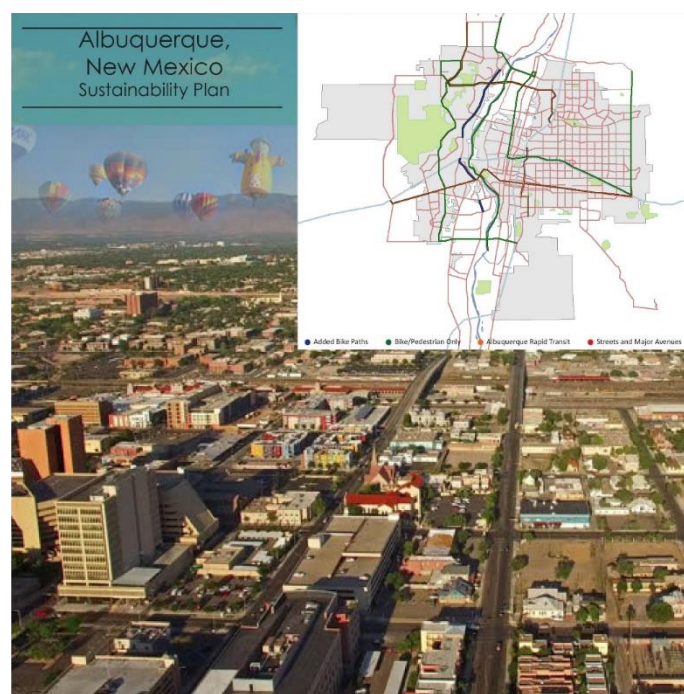 Albuquerque,
New Mexico
Sustainability Plan
Added Bike Paths
Bike/Pedestrian Only
Albuquerque Rapid Transit
Streets and Major Avenues